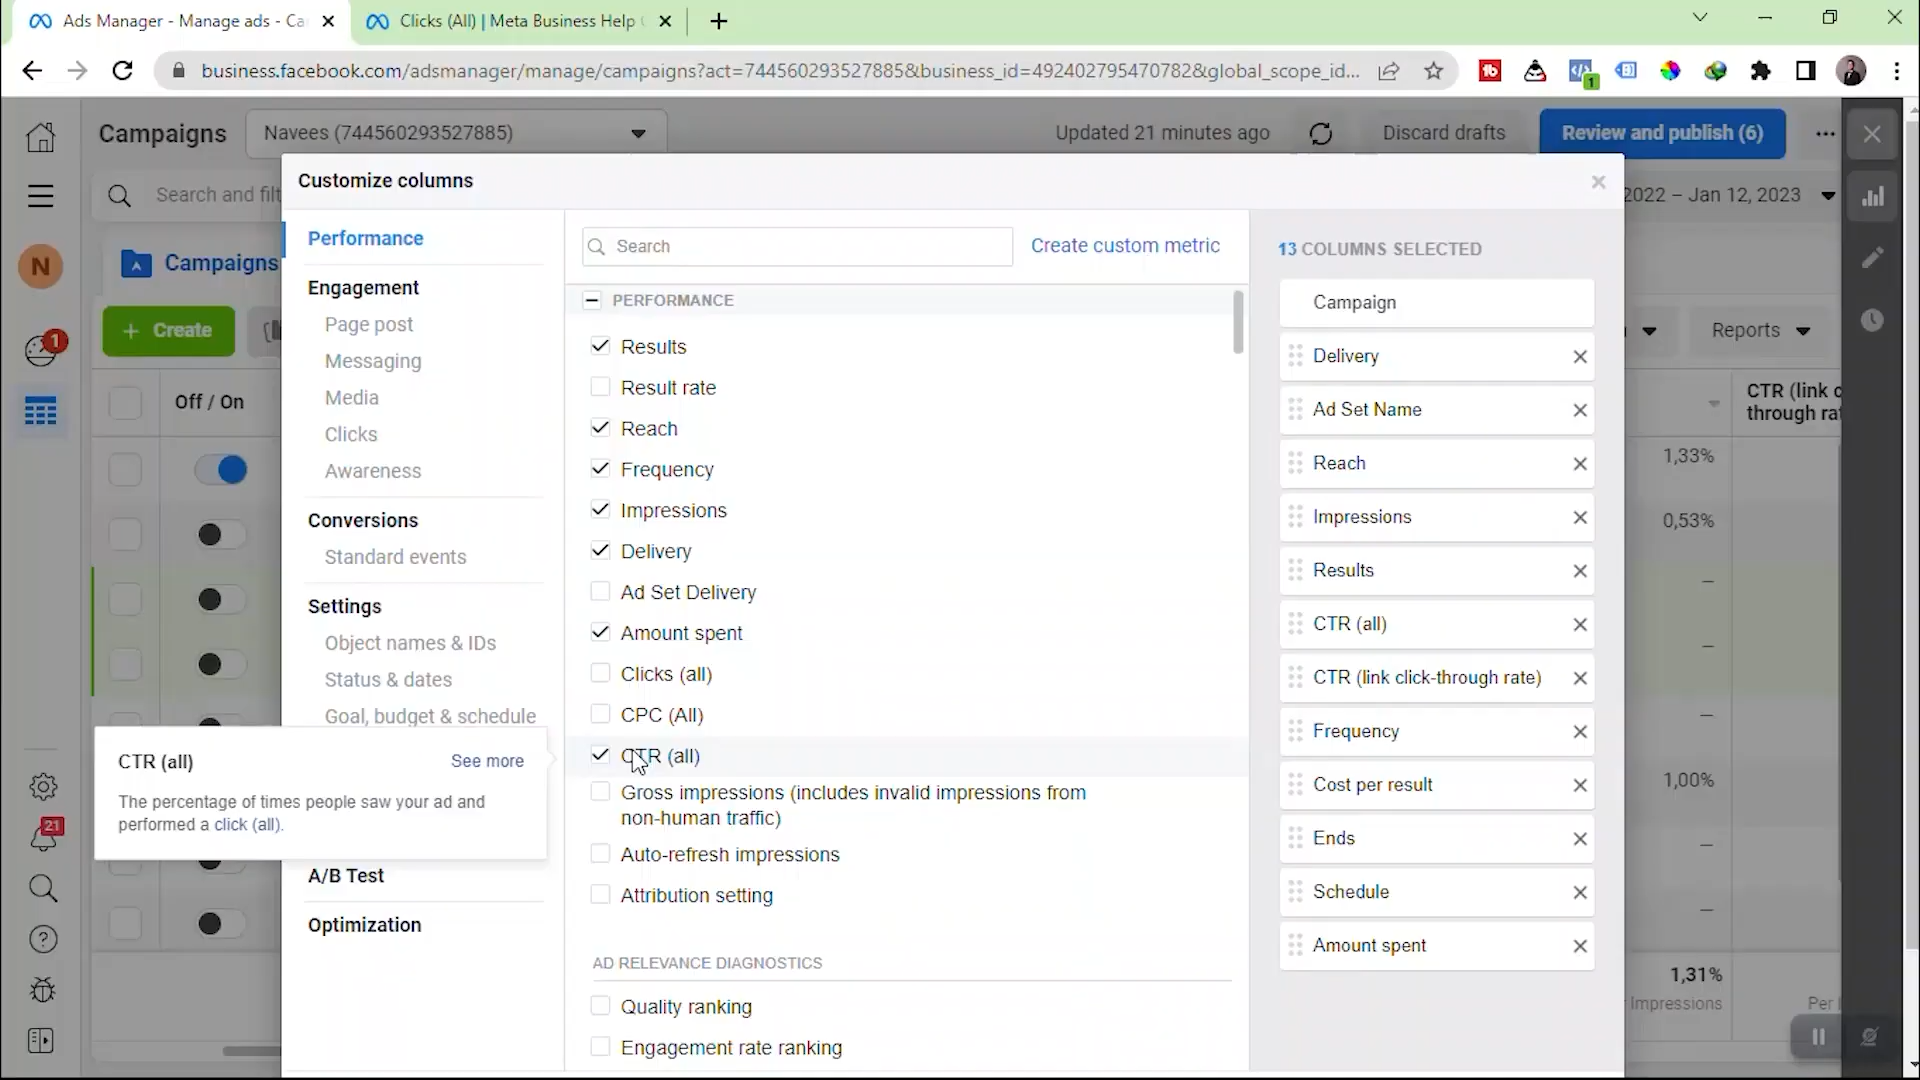 Ads Manager - Manage ads - Ca
Clicks (All) | Meta Business Help C
business.facebook.com/adsmanager/manage/campaigns?act=744560293527885&business_id=492402795470782&global_scope_id...
1
Campaigns
Navees (744560293527885)
Updated 21 minutes ago
Discard drafts
Review and publish (6)
Search and filt
2022 – Jan 12, 2023
Campaigns
N
Create
Reports
1
Off / On
CTR (link c
through rat
1,33%
0,53%
–
–
–
1,00%
–
–
1,31%
Impressions
Per I
21
Customize columns
Performance
Engagement
Page post
Messaging
Media
Clicks
Awareness
Conversions
Standard events
Settings
Object names & IDs
Status & dates
Goal, budget & schedule
A/B Test
Optimization
CTR (all)
See more
The percentage of times people saw your ad and
performed a click (all).
Search
Create custom metric
PERFORMANCE
Results
Result rate
Reach
Frequency
Impressions
Delivery
Ad Set Delivery
Amount spent
Clicks (all)
CPC (All)
CTR (all)
Gross impressions (includes invalid impressions from
non-human traffic)
Auto-refresh impressions
Attribution setting
AD RELEVANCE DIAGNOSTICS
Quality ranking
Engagement rate ranking
13 COLUMNS SELECTED
Campaign
Delivery
Ad Set Name
Reach
Impressions
Results
CTR (all)
CTR (link click-through rate)
Frequency
Cost per result
Ends
Schedule
Amount spent